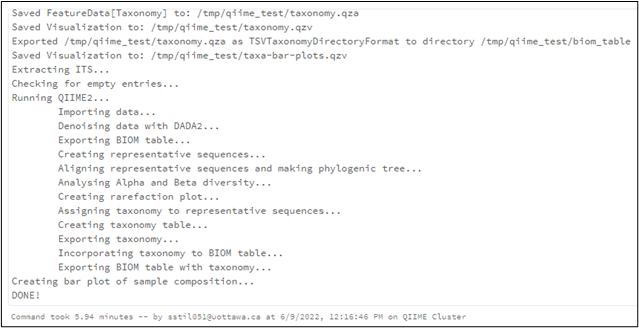 Saved FeatureData[Taxonomy] to: /tmp/qiime_test/taxonomy.qza
Saved Visualization to: /tmp/qiime_test/taxonomy.qzv
Exported /tmp/qiime_test/taxonomy.qza as TSVTaxonomyDirectoryFormat to directory /tmp/qiime_test/biom_table
Saved Visualization to: /tmp/qiime_test/taxa-bar-plots.qzv
Extracting ITS...
Checking for empty entries...
Running QIIME2...
Importing data...
Denoising data with DADA2...
Exporting BIOM table...
Creating representative sequences...
Aligning representative sequences and making phylogenic tree...
Analysing Alpha and Beta diversity...
Creating rarefaction plot...
Assigning taxonomy to representative sequences...
Creating taxonomy table...
Exporting taxonomy...
Incorporating taxonomy to BIOM table...
Exporting BIOM table with taxonomy...
Creating bar plot of sample composition...
DONE!
Command took 5.94 minutes -- by sstil051@uottawa.ca at 6/9/2022, 12:16:46 PM on QIIME Cluster